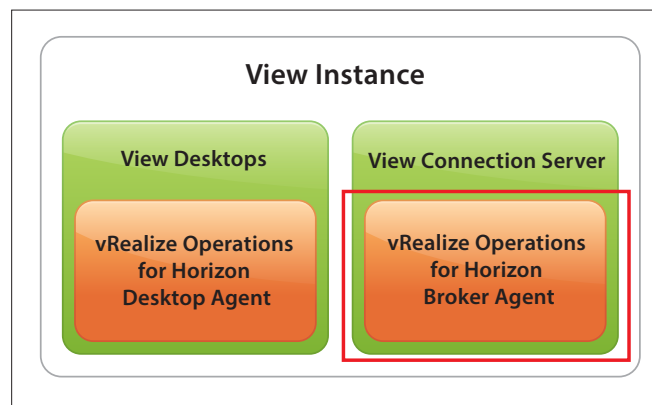 View Instance
View Desktops
vRealize Operations
for Horizon
Desktop Agent
View Connection Server
vRealize Operations
for Horizon
Broker Agent